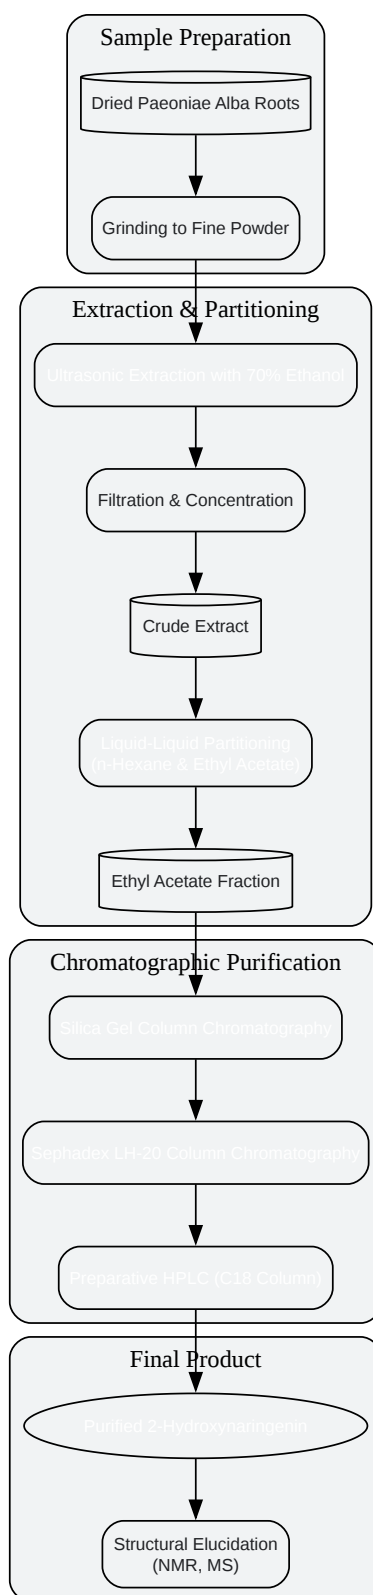 Sample Preparation
Dried Paeoniae Alba Roots
Grinding to Fine Powder
Extraction & Partitioning
Ultrasonic Extraction with 70% Ethanol
Filtration & Concentration
Crude Extract
Liquid-Liquid Partitioning
(n-Hexane & Ethyl Acetate)
Ethyl Acetate Fraction
Chromatographic Purification
Silica Gel Column Chromatography
Sephadex LH-20 Column Chromatography
Preparative HPLC (C18 Column)
Final Product
Purified 2-Hydroxynaringenin
Structural Elucidation
(NMR, MS)